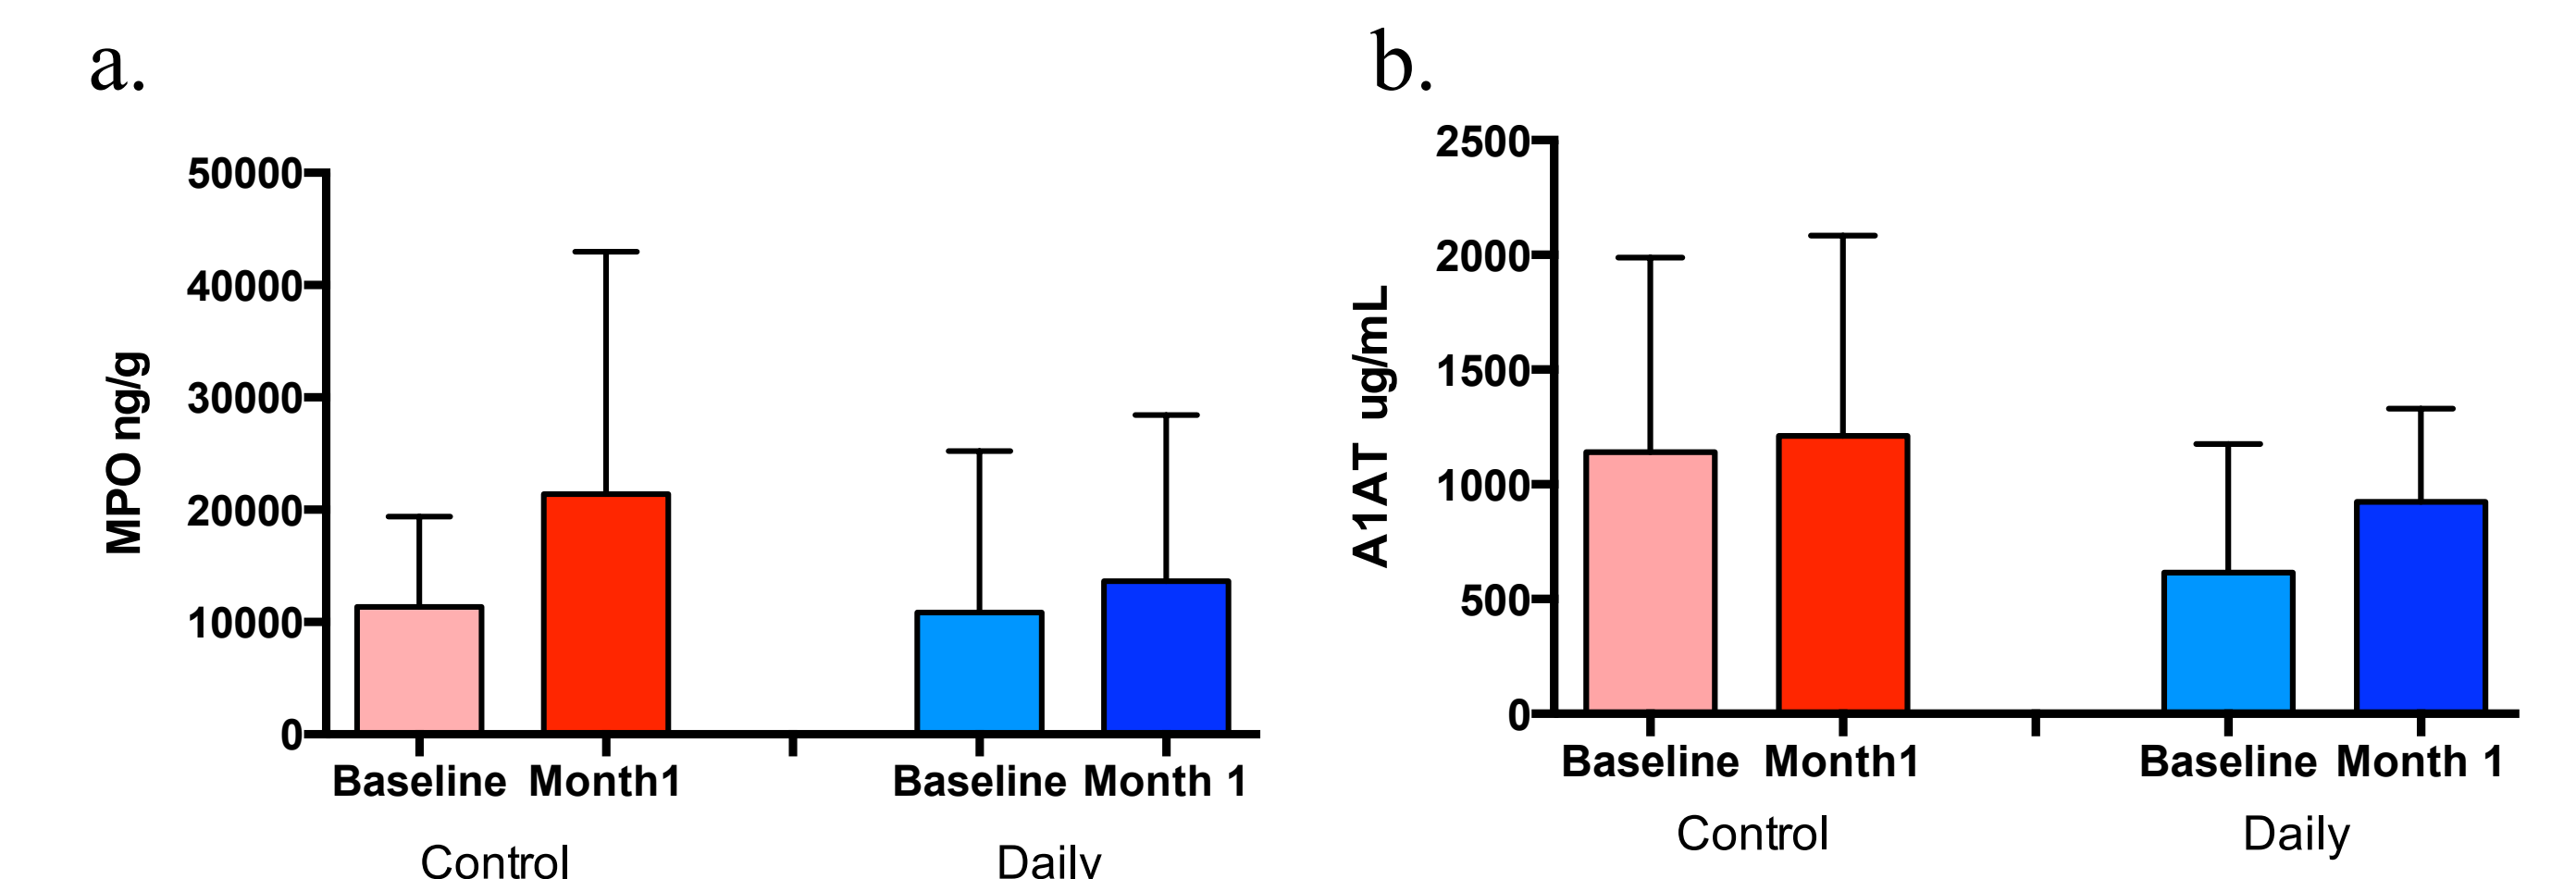 a.
50000
40000
30000
20000
10000
0
MPO ng/g
Baseline Month1 Baseline Month 1
Control Daily
b.
2500
2000
1500
1000
500
0
A1AT ug/mL
Baseline Month1 Baseline Month 1
Control Daily